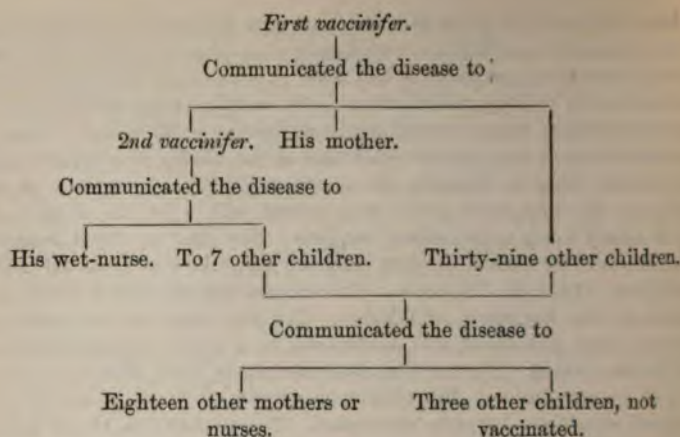 First vaccinifer.
Communicated the disease to
2nd vaccinifer. His mother.
Communicated the disease to
His wet-nurse. To 7 other children. Thirty-nine other children.
Communicated the disease to
Eighteen other mothers or Three other children, not
nurses. vaccinated.